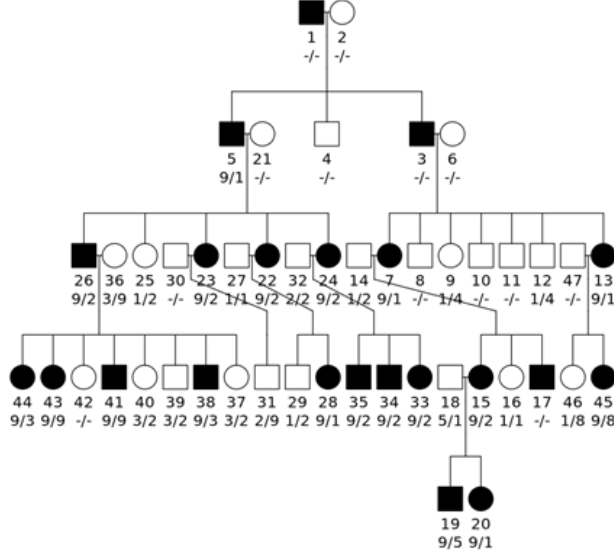 1 2
-/- -/-
5 21 4 3 6
9/1 -/- -/- -/- -/-
26 36 25 30 23 27 22 32 24 14 7 8 9 10 11 12 47 13
9/2 3/9 1/2 -/- 9/2 1/1 9/2 2/2 9/2 1/2 9/1 -/- 1/4 -/- -/- 1/4 -/- 9/1
44 43 42 41 40 39 38 37 31 29 28 35 34 33 18 15 16 17 46 45
9/3 9/9 -/- 9/9 3/2 3/2 9/3 3/2 2/9 1/2 9/1 9/2 9/2 9/2 5/1 9/2 1/1 -/- 1/8 9/8
19 20
9/5 9/1